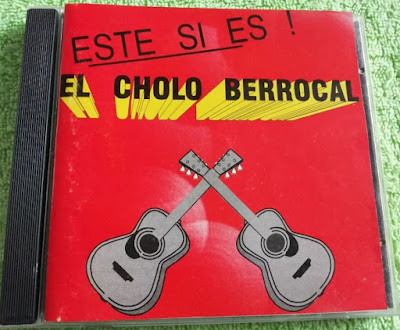 ESTE SI ES !
EL CHOLO BERROCAL